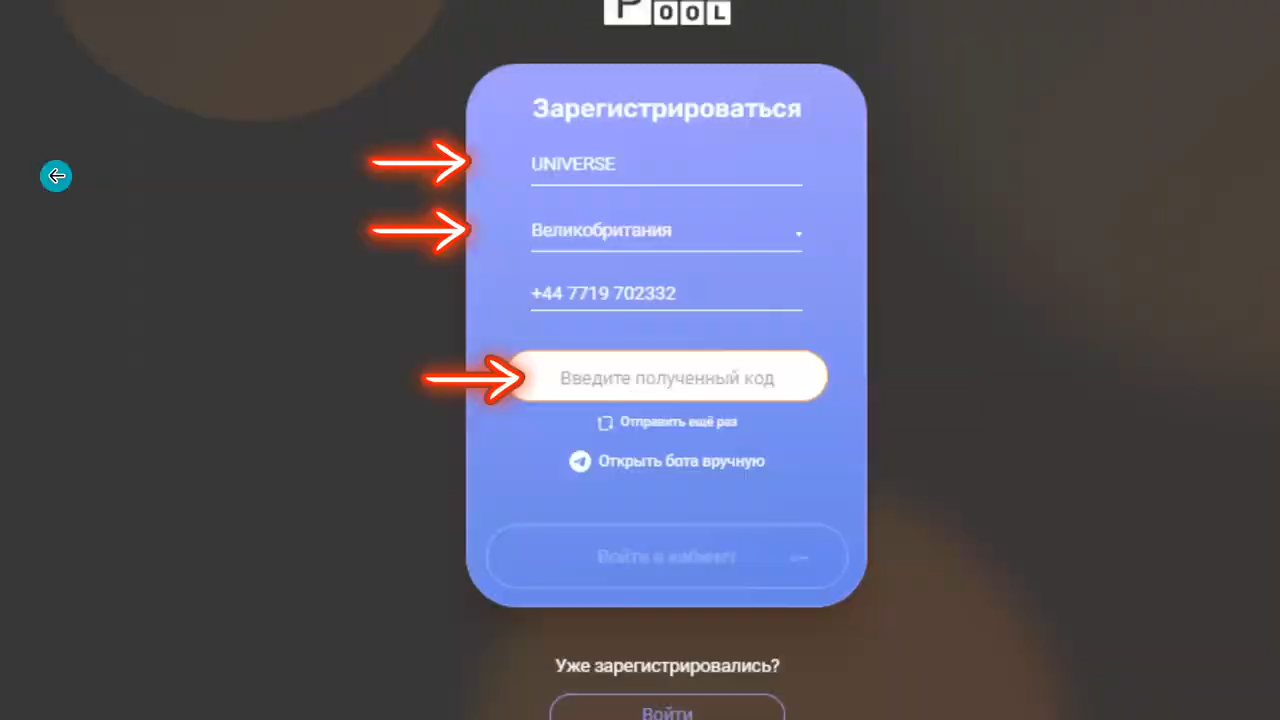 POOL
Зарегистрироваться
UNIVERSE
Великобритания
+44 7719 702332
Введите полученный код
Отправить ещё раз
Открыть бота вручную
Войти в кабинет
Уже зарегистрировались?
Войти